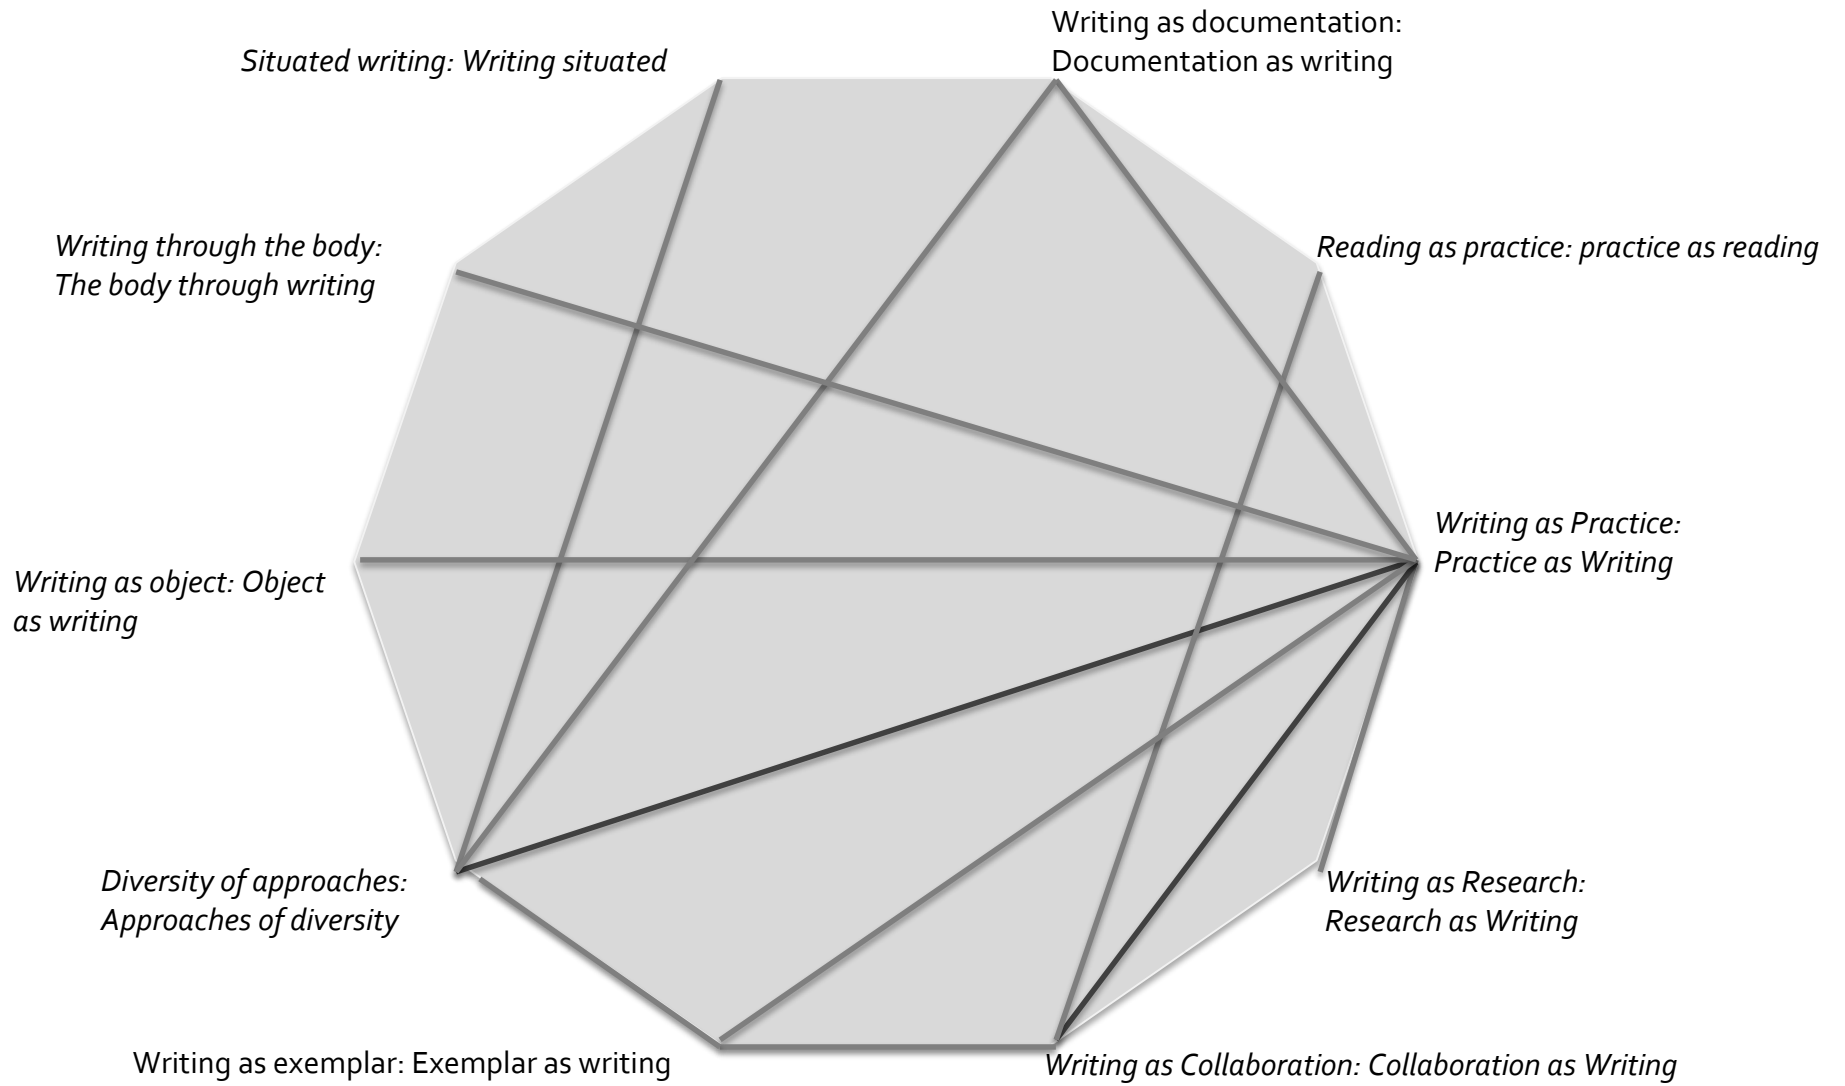 Writing as documentation:
Documentation as writing
Situated writing: Writing situated
Writing through the body:
The body through writing
Reading as practice: practice as reading
Writing as Practice:
Practice as Writing
Writing as object: Object
as writing
Diversity of approaches:
Approaches of diversity
Writing as Research:
Research as Writing
Writing as exemplar: Exemplar as writing
Writing as Collaboration: Collaboration as Writing